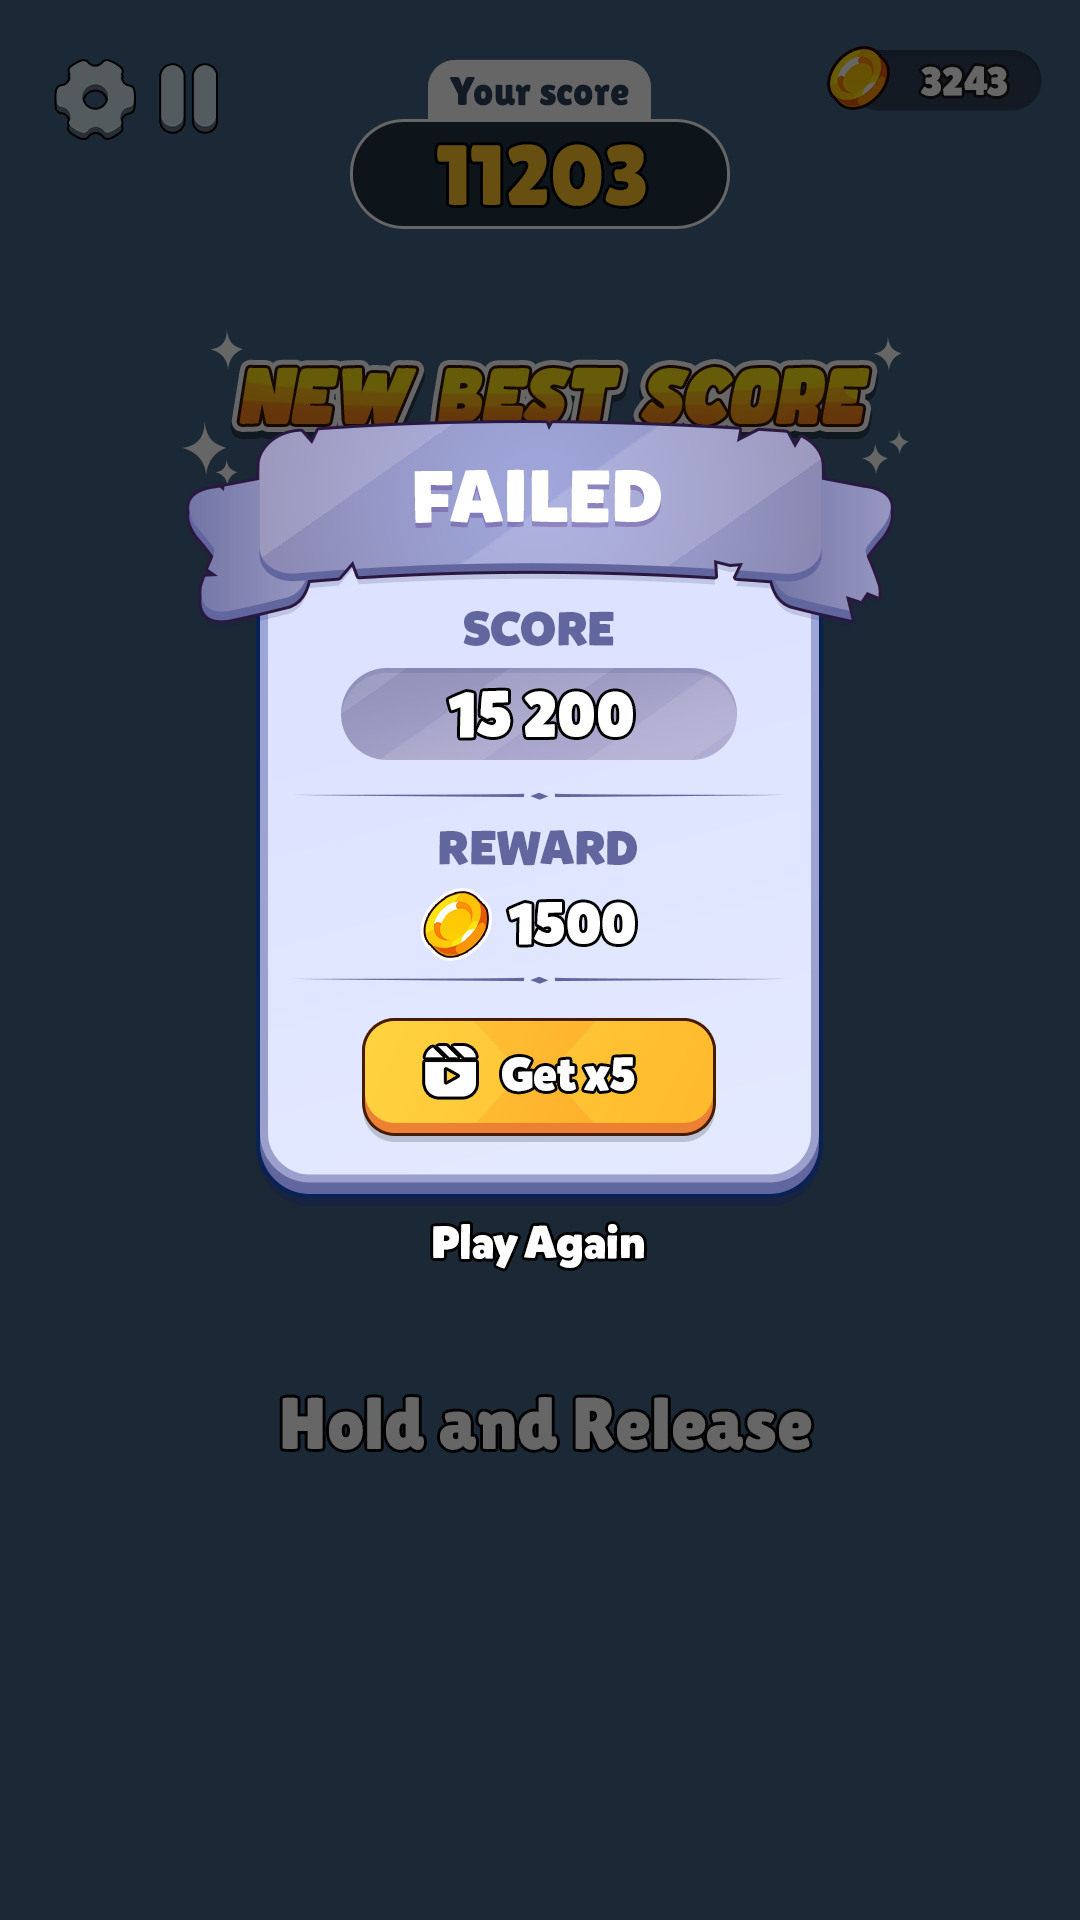 Your score
3243
11203
NEW BEST SCORE
FAILED
SCORE
15 200
REWARD
1500
Get x5
Play Again
Hold and Release